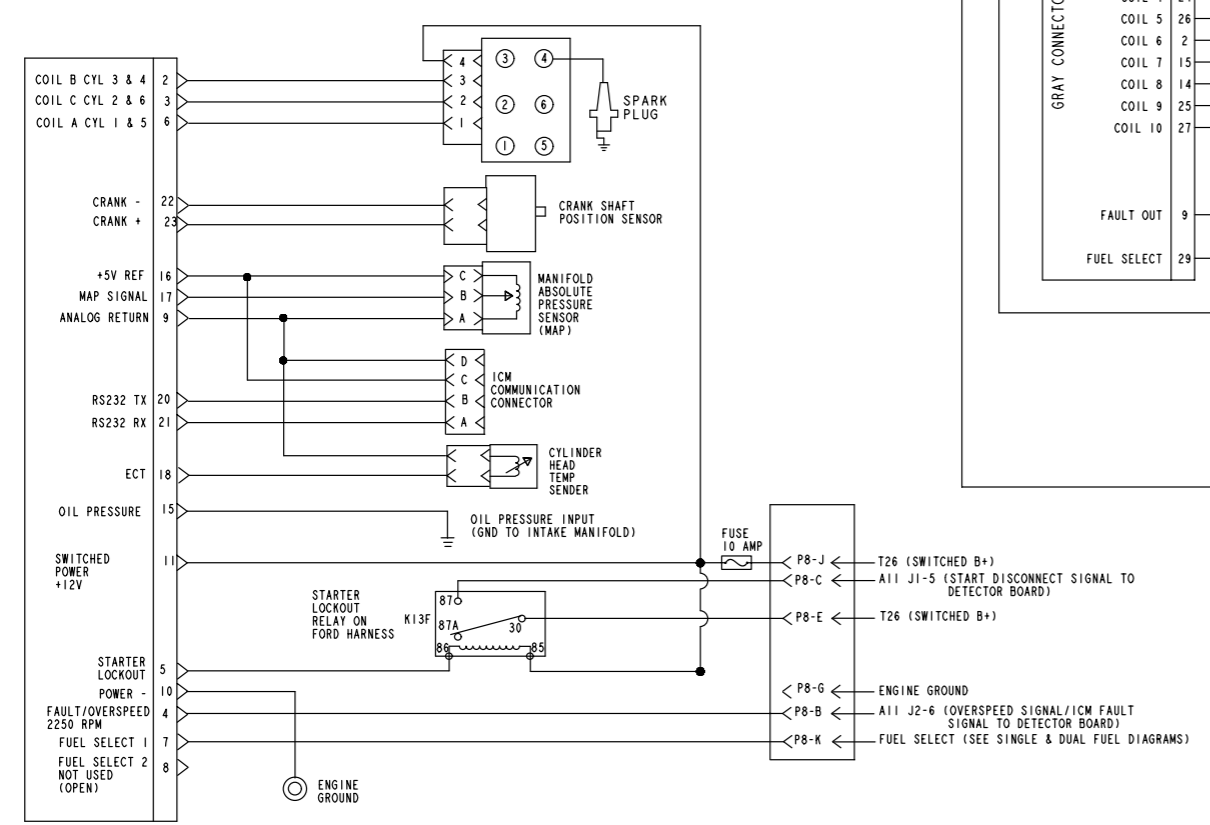 COIL B CYL 3 & 4 2
COIL C CYL 2 & 6 3
COIL A CYL 1 & 5 6
CRANK - 22
CRANK + 23
+5V REF 16
MAP SIGNAL 17
ANALOG RETURN 9
RS232 TX 20
RS232 RX 21
ECT 18
OIL PRESSURE 15
SWITCHED
POWER
+12V
11
STARTER
LOCKOUT
5
POWER - 10
FAULT/OVERSPEED
2250 RPM
4
FUEL SELECT 1 7
FUEL SELECT 2
NOT USED
(OPEN)
8
4
3
2
1
3 4
2 6
1 5
SPARK
PLUG
CRANK SHAFT
POSITION SENSOR
C
B
A
MANIFOLD
ABSOLUTE
PRESSURE
SENSOR
(MAP)
D
C
B
A
ICM
COMMUNICATION
CONNECTOR
CYLINDER
HEAD
TEMP
SENDER
OIL PRESSURE INPUT
(GND TO INTAKE MANIFOLD)
STARTER
LOCKOUT
RELAY ON
FORD HARNESS
K13F
87
87A
30
86
85
ENGINE
GROUND
FUSE
10 AMP
P8-J T26 (SWITCHED B+)
P8-C A11 J1-5 (START DISCONNECT SIGNAL TO
DETECTOR BOARD)
P8-E T26 (SWITCHED B+)
P8-G ENGINE GROUND
P8-B A11 J2-6 (OVERSPEED SIGNAL/ICM FAULT
SIGNAL TO DETECTOR BOARD)
P8-K FUEL SELECT (SEE SINGLE & DUAL FUEL DIAGRAMS)
GRAY
COIL 5 26
COIL 6 2
COIL 7 15
COIL 8 14
COIL 9 25
COIL 10 27
FAULT OUT 9
FUEL SELECT 29